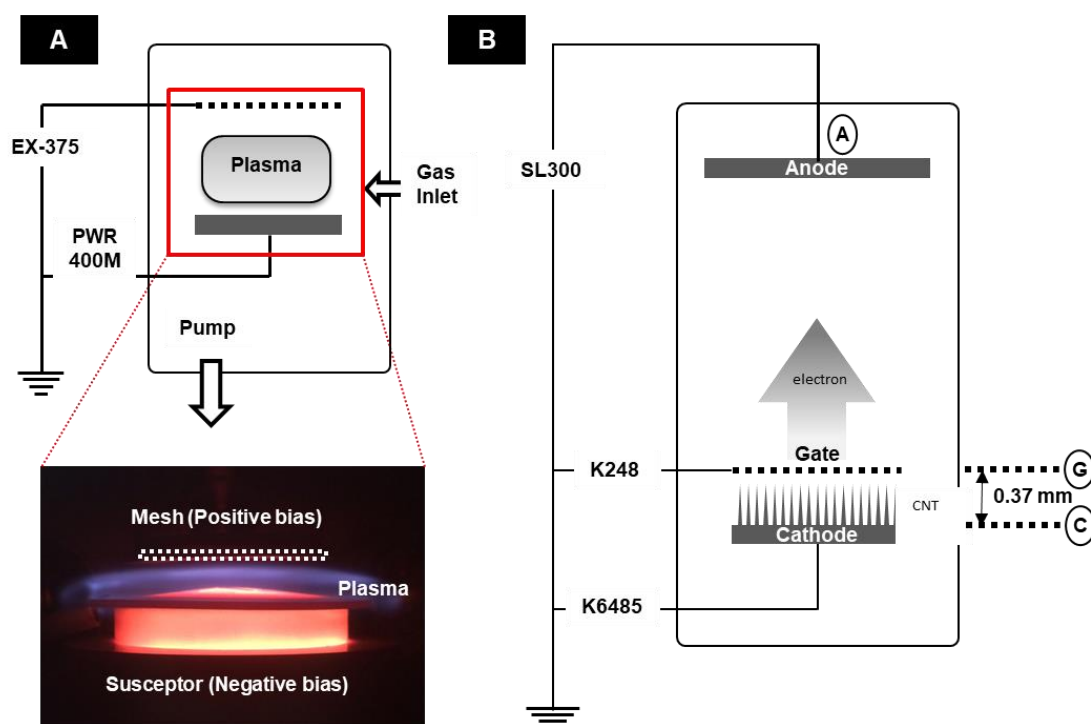 A
EX-375
Plasma
Gas
Inlet
PWR
400M
Pump
Mesh (Positive bias)
Plasma
Susceptor (Negative bias)
B
SL300
A
Anode
electron
Gate
K248
G
0.37 mm
CNT
C
Cathode
K6485